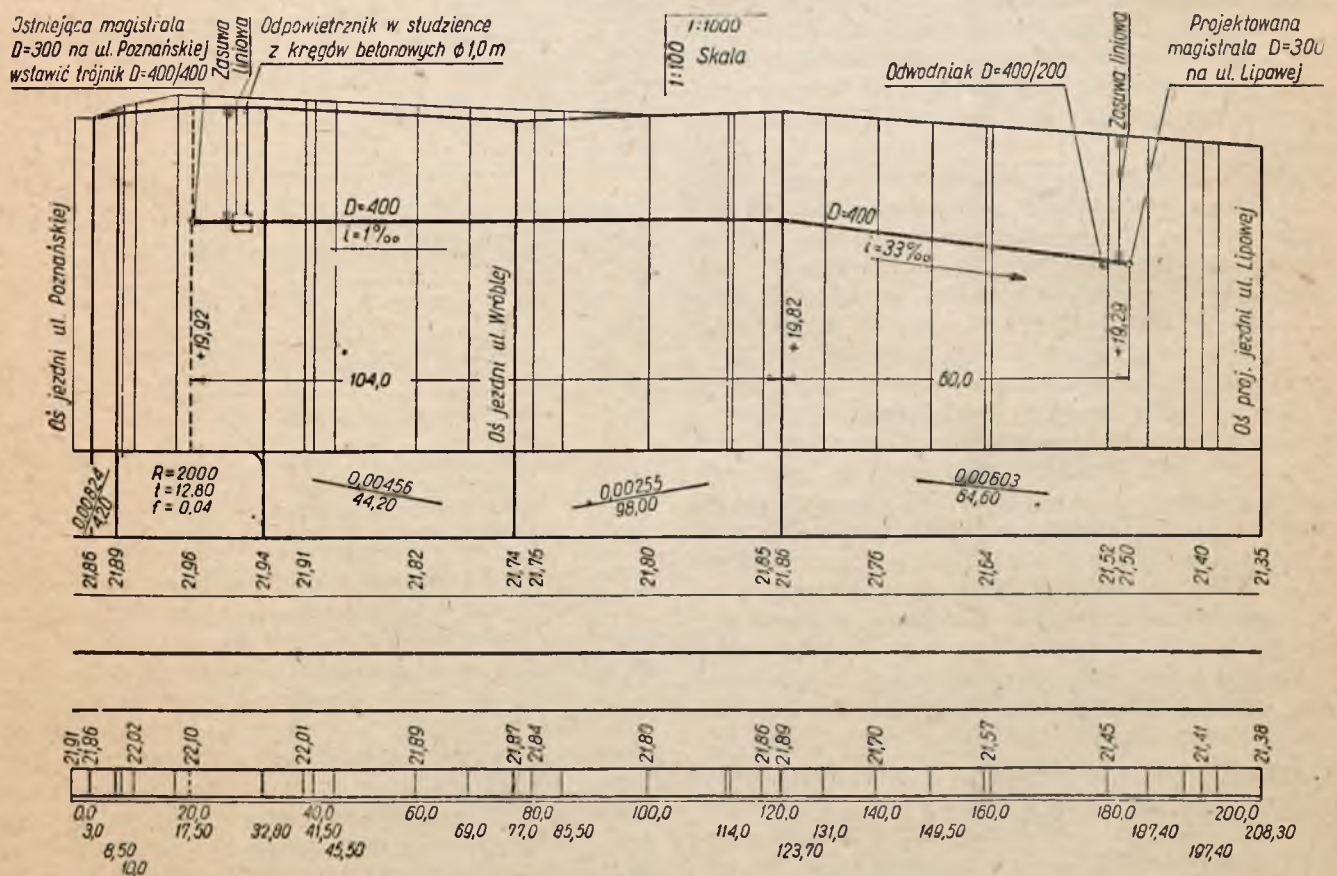 Istniejąca magistrala
D=300 na ul. Poznańskiej
wstawić trójnik D=400/400
Zasuwa
liniowa
Odpowietrznik w studzience
z kręgów betonowych ϕ 1,0 m
1:1000
1:100
Skala
Odwodniak D=400/200
Zasuwa liniowa
Projektowana
magistrala D=300
na ul. Lipowej
Oś jezdni ul. Poznańskiej
D=400
i=1‰
+19,92
104,0
Oś jezdni ul. Wróblej
+19,82
D=400
i=33‰
60,0
+19,29
Oś proj. jezdni ul. Lipowej
0,00824
4,20
R=2000
t=12.80
f=0,04
0,00456
44,20
0,00255
98,00
0,00603
84,60
21,86 21,89 21,96 21,94 21,91 21,82 21,74 21,75 21,80 21,85 21,86 21,76 21,64 21,52 21,50 21,40 21,35
21,91 21,86 22,02 22,10 22,01 21,89 21,87 21,84 21,80 21,86 21,89 21,70 21,57 21,45 21,41 21,38
0,0 20,0 40,0 60,0 80,0 100,0 120,0 140,0 160,0 180,0 200,0
3,0 17,50 32,80 41,50 69,0 77,0 85,50 114,0 131,0 149,50 187,40 208,30
8,50 45,50 123,70 197,40
10,0